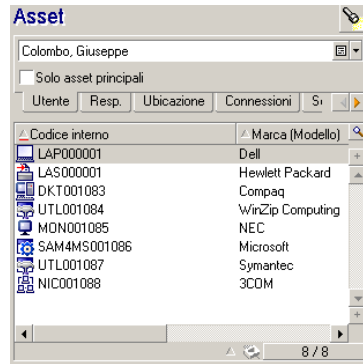 Asset
Colombo, Giuseppe
Solo asset principali
Utente Resp. Ubicazione Connessioni
Codice interno Marca (Modello)
LAP000001 Dell
LAS000001 Hewlett Packard
DKT001083 Compaq
UTL001084 WinZip Computing
MON001085 NEC
SAM4MS001086 Microsoft
UTL001087 Symantec
NIC001088 3COM
8 / 8